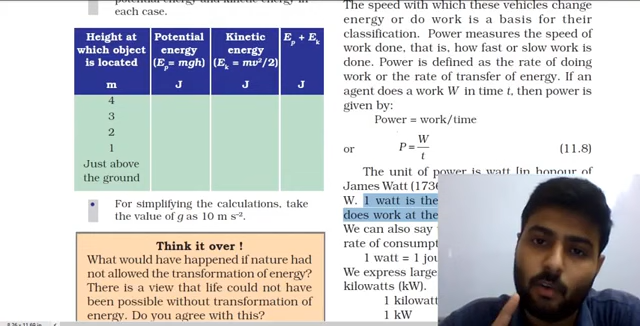 potential energy and kinetic energy in
each case.
Height at
which object
is located
m
Potential
energy
(Ep= mgh)
J
Kinetic
energy
(Ek = mv²/2)
J
Ep + Ek
J
4
3
2
1
Just above
the ground
• For simplifying the calculations, take
the value of g as 10 m s⁻².
Think it over !
What would have happened if nature had
not allowed the transformation of energy?
There is a view that life could not have
been possible without transformation of
energy. Do you agree with this?
The speed with which these vehicles change
energy or do work is a basis for their
classification. Power measures the speed of
work done, that is, how fast or slow work is
done. Power is defined as the rate of doing
work or the rate of transfer of energy. If an
agent does a work W in time t, then power is
given by:
Power = work/time
or P = W/t (11.8)
The unit of power is watt [in honour of
James Watt (1736
W. 1 watt is the
does work at the
We can also say
rate of consumpt
1 watt = 1 jou
We express large
kilowatts (kW).
1 kilowatt
1 kW
8.26 x 11.69 in